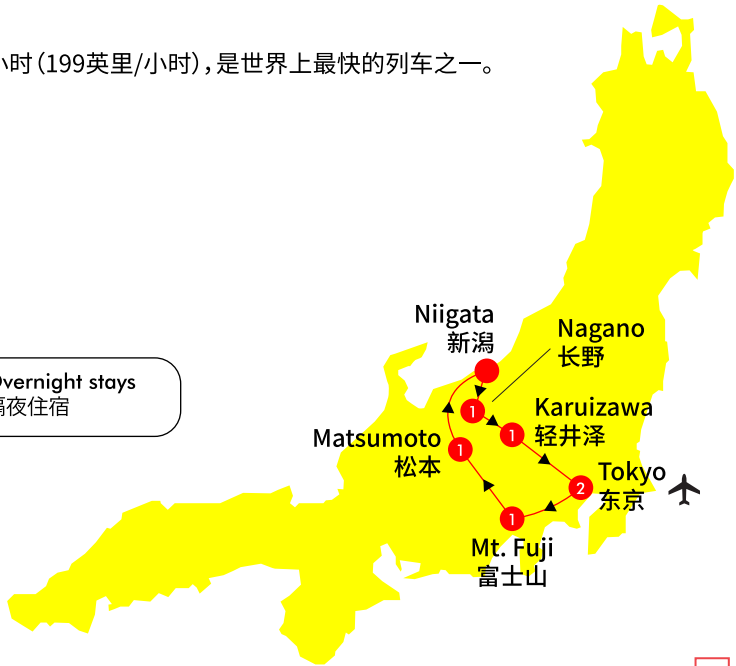 小时（199英里/小时），是世界上最快的列车之一。
Niigata
新潟
Nagano
长野
Overnight stays
隔夜住宿
1
Karuizawa
轻井泽
1
Matsumoto
松本
1
Tokyo
东京
2
1
Mt. Fuji
富士山